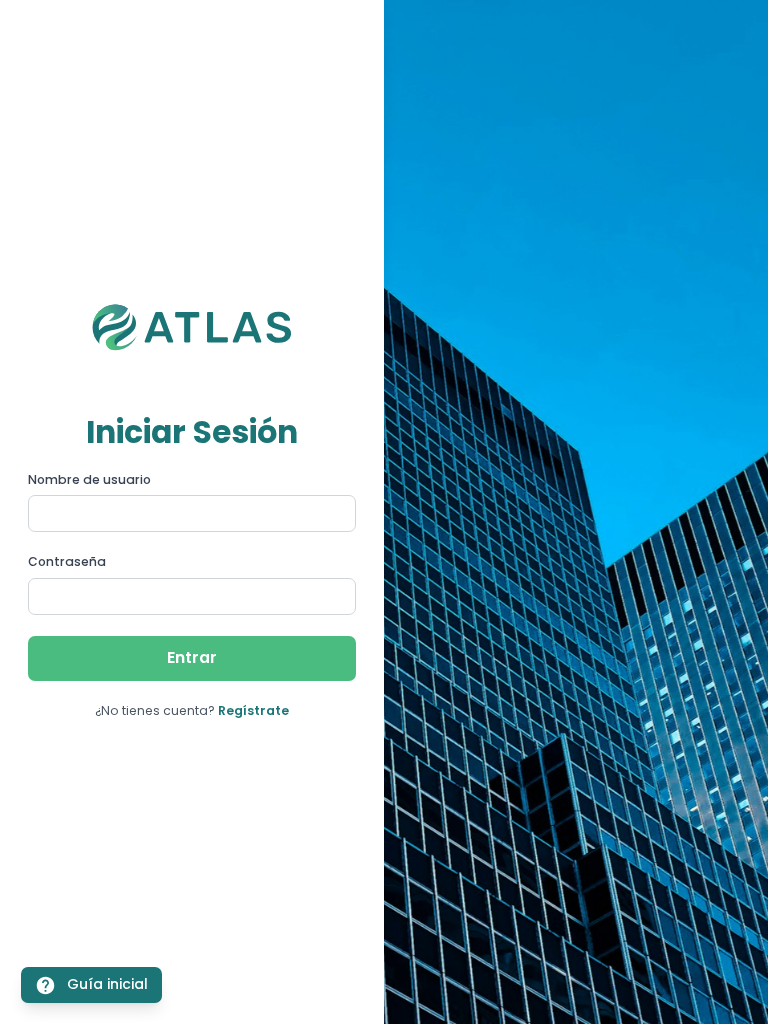 ATLAS
Iniciar Sesión
Nombre de usuario
Contraseña
Entrar
¿No tienes cuenta? Regístrate
Guía inicial